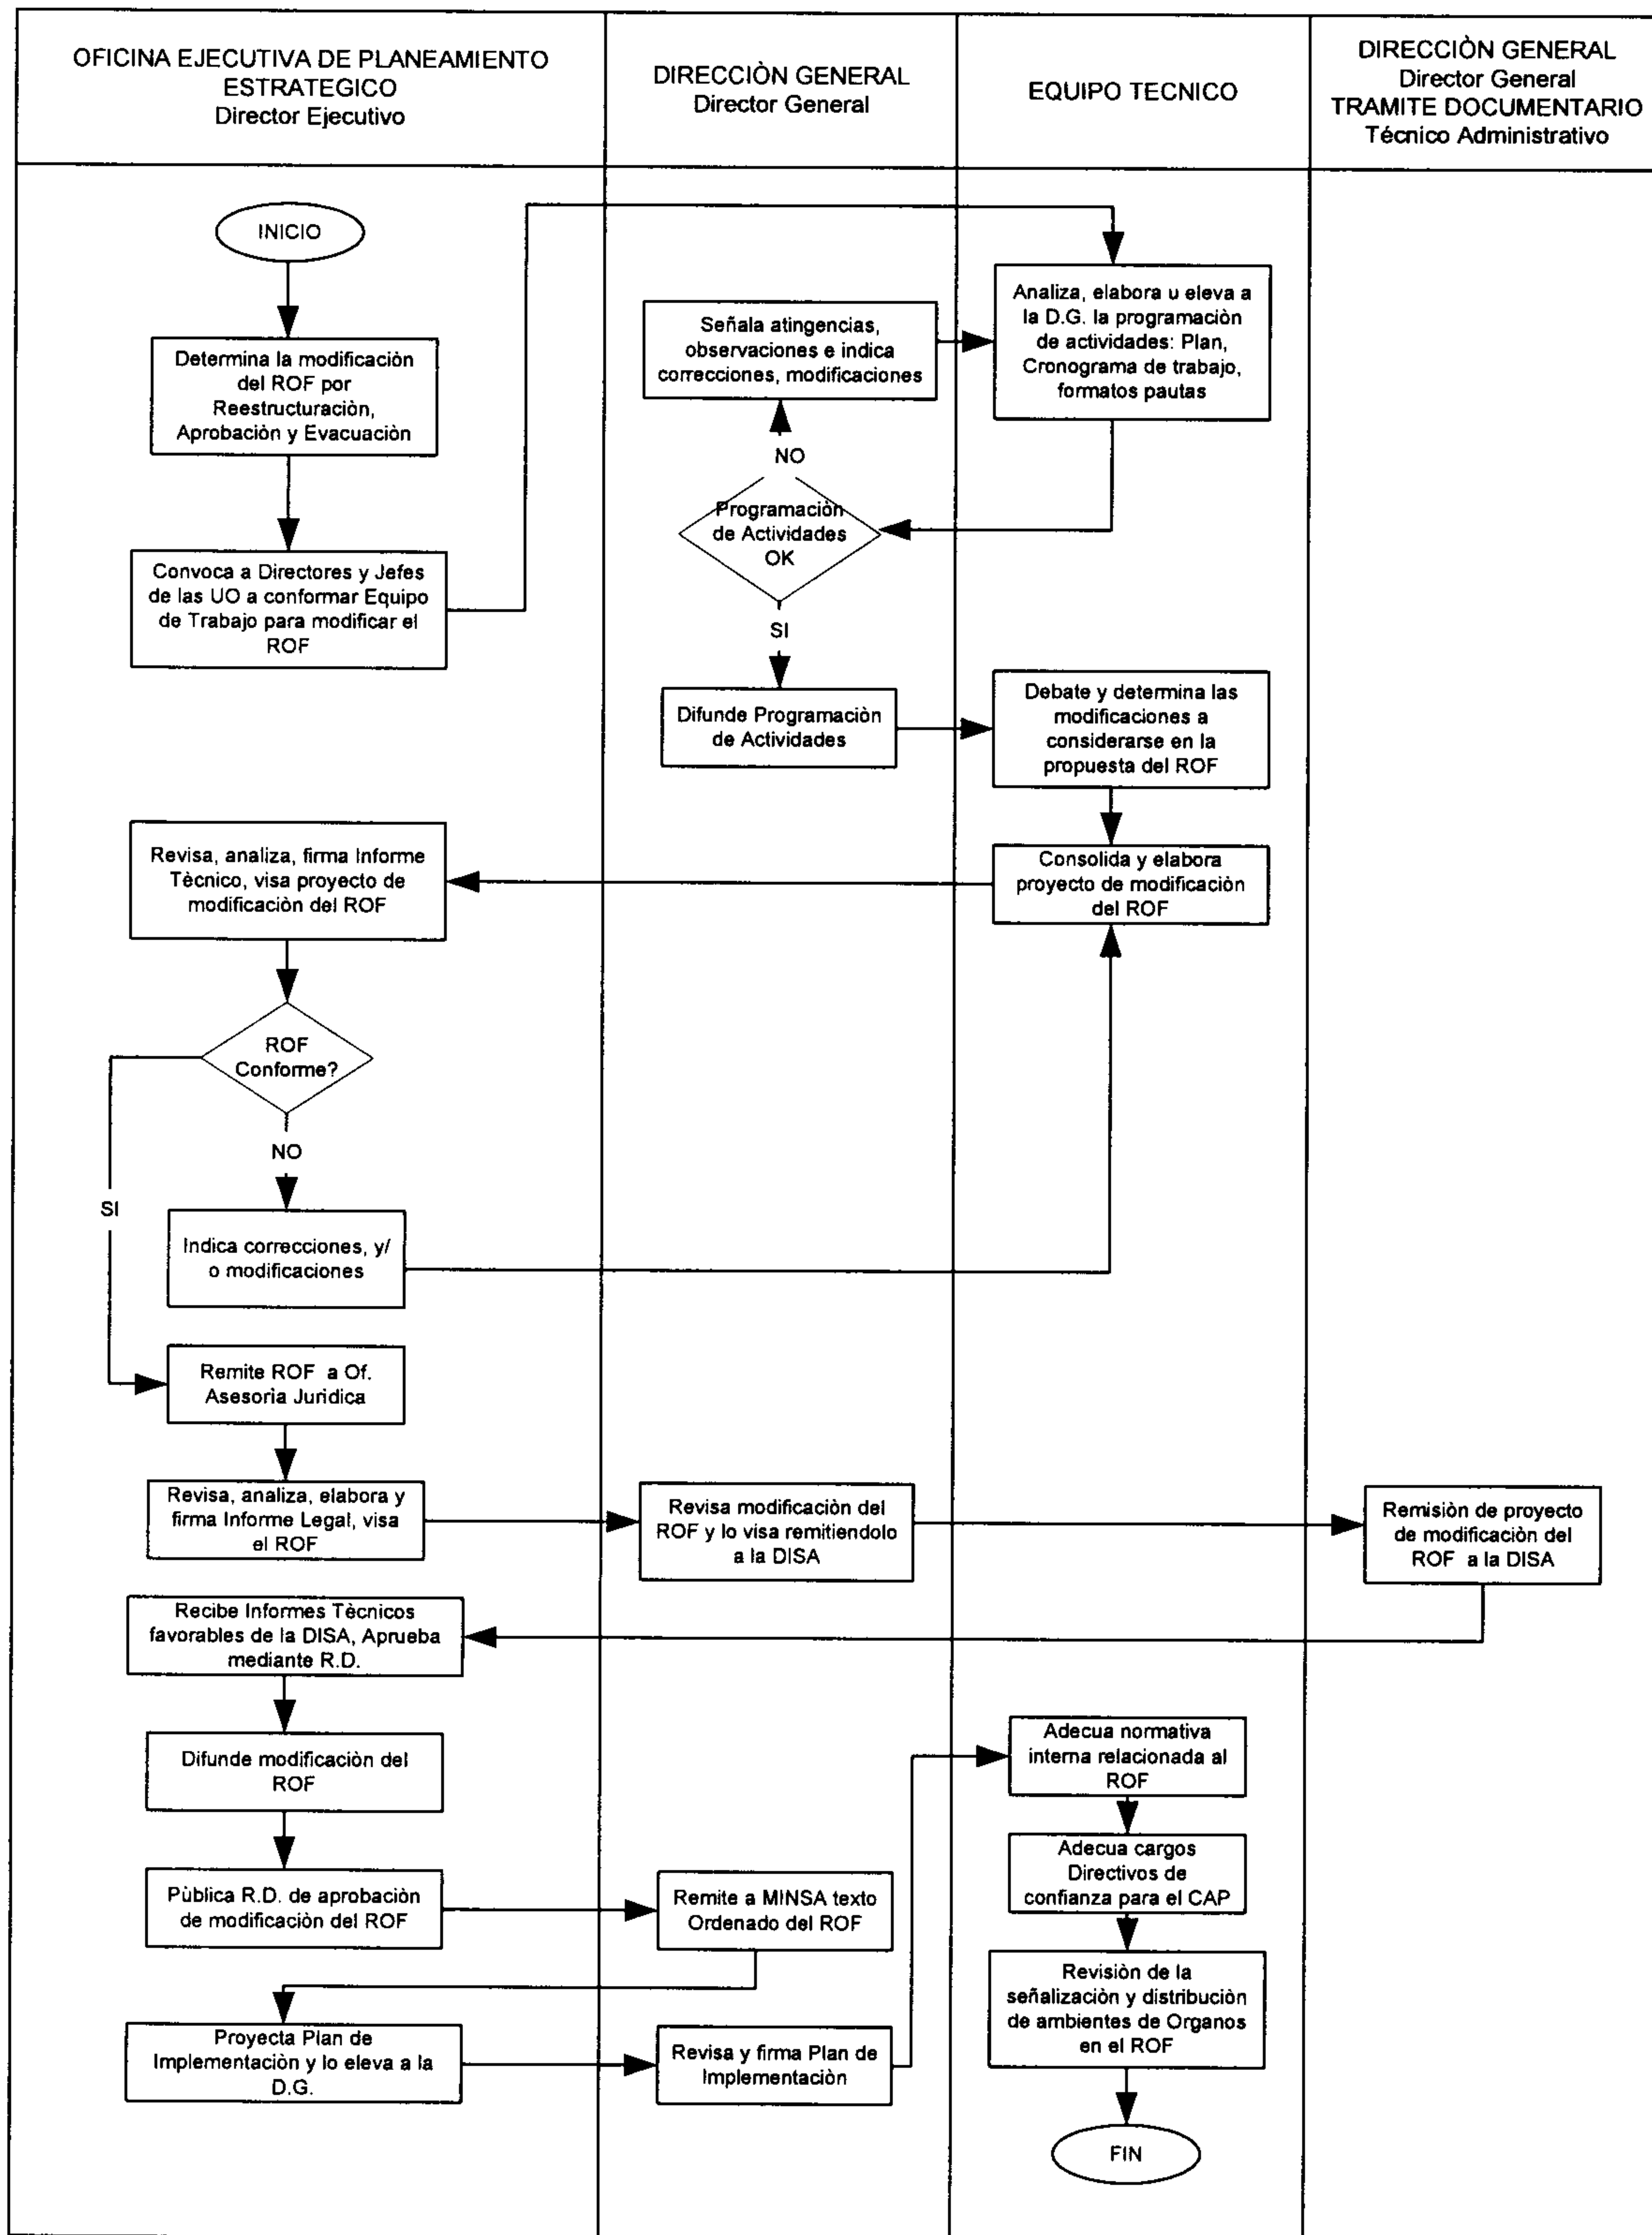 OFICINA EJECUTIVA DE PLANEAMIENTO
ESTRATEGICO
Director Ejecutivo
DIRECCIÒN GENERAL
Director General
EQUIPO TECNICO
DIRECCIÒN GENERAL
Director General
TRAMITE DOCUMENTARIO
Técnico Administrativo
INICIO
Determina la modificaciòn
del ROF por
Reestructuraciòn,
Aprobaciòn y Evacuaciòn
Convoca a Directores y Jefes
de las UO a conformar Equipo
de Trabajo para modificar el
ROF
Analiza, elabora u eleva a
la D.G. la programaciòn
de actividades: Plan,
Cronograma de trabajo,
formatos pautas
Señala atingencias,
observaciones e indica
correcciones, modificaciones
NO
Programaciòn
de Actividades
OK
SI
Difunde Programaciòn
de Actividades
Debate y determina las
modificaciones a
considerarse en la
propuesta del ROF
Consolida y elabora
proyecto de modificaciòn
del ROF
Revisa, analiza, firma Informe
Tècnico, visa proyecto de
modificaciòn del ROF
ROF
Conforme?
NO
SI
Indica correcciones, y/
o modificaciones
Remite ROF a Of.
Asesorìa Juridica
Revisa, analiza, elabora y
firma Informe Legal, visa
el ROF
Revisa modificaciòn del
ROF y lo visa remitiendolo
a la DISA
Remisiòn de proyecto
de modificaciòn del
ROF a la DISA
Recibe Informes Tècnicos
favorables de la DISA, Aprueba
mediante R.D.
Difunde modificaciòn del
ROF
Pùblica R.D. de aprobaciòn
de modificaciòn del ROF
Remite a MINSA texto
Ordenado del ROF
Proyecta Plan de
Implementaciòn y lo eleva a la
D.G.
Revisa y firma Plan de
Implementaciòn
Adecua normativa
interna relacionada al
ROF
Adecua cargos
Directivos de
confianza para el CAP
Revisiòn de la
señalizaciòn y distribuciòn
de ambientes de Organos
en el ROF
FIN